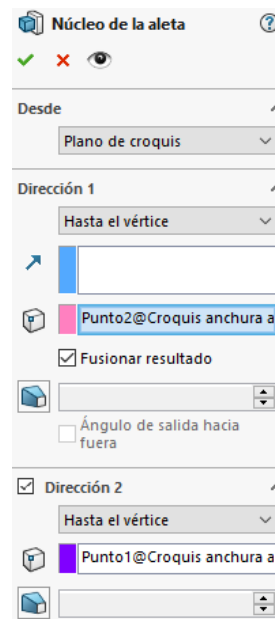 Núcleo de la aleta
Desde
Plano de croquis
Dirección 1
Hasta el vértice
Punto2@Croquis anchura a
Fusionar resultado
Ángulo de salida hacia
fuera
Dirección 2
Hasta el vértice
Punto1@Croquis anchura a